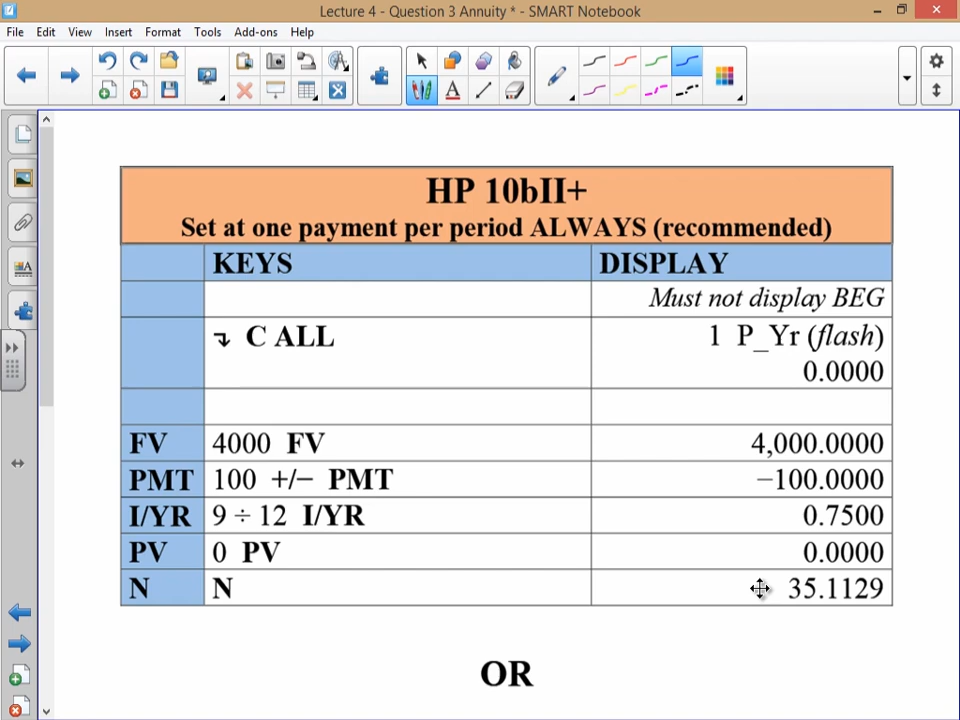 Lecture 4 - Question 3 Annuity * - SMART Notebook
File Edit View Insert Format Tools Add-ons Help
HP 10bII+
Set at one payment per period ALWAYS (recommended)
KEYS DISPLAY
Must not display BEG
↴ C ALL 1 P_Yr (flash)
0.0000
FV 4000 FV 4,000.0000
PMT 100 +/− PMT −100.0000
I/YR 9 ÷ 12 I/YR 0.7500
PV 0 PV 0.0000
N N 35.1129
OR